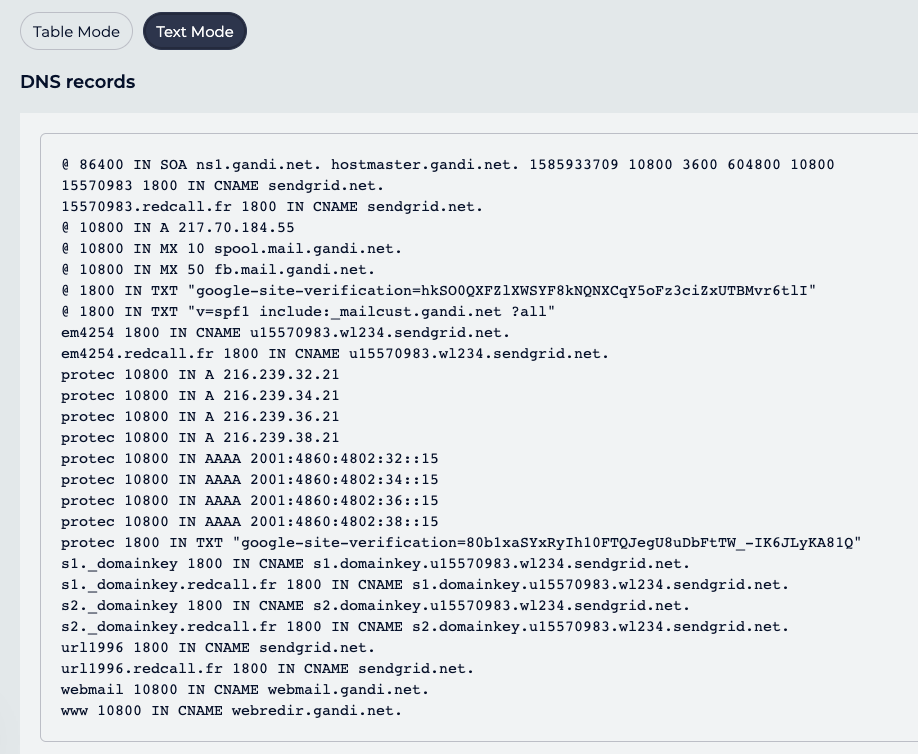 Table Mode
Text Mode
DNS records
@ 86400 IN SOA ns1.gandi.net. hostmaster.gandi.net. 1585933709 10800 3600 604800 10800
15570983 1800 IN CNAME sendgrid.net.
15570983.redcall.fr 1800 IN CNAME sendgrid.net.
@ 10800 IN A 217.70.184.55
@ 10800 IN MX 10 spool.mail.gandi.net.
@ 10800 IN MX 50 fb.mail.gandi.net.
@ 1800 IN TXT "google-site-verification=hkSO0QXFZlXWSYF8kNQNXCqY5oFz3ciZxUTBMvr6tlI"
@ 1800 IN TXT "v=spf1 include:_mailcust.gandi.net ?all"
em4254 1800 IN CNAME u15570983.wl234.sendgrid.net.
em4254.redcall.fr 1800 IN CNAME u15570983.wl234.sendgrid.net.
protec 10800 IN A 216.239.32.21
protec 10800 IN A 216.239.34.21
protec 10800 IN A 216.239.36.21
protec 10800 IN A 216.239.38.21
protec 10800 IN AAAA 2001:4860:4802:32::15
protec 10800 IN AAAA 2001:4860:4802:34::15
protec 10800 IN AAAA 2001:4860:4802:36::15
protec 10800 IN AAAA 2001:4860:4802:38::15
protec 1800 IN TXT "google-site-verification=80b1xaSYxRyIh10FTQJegU8uDbFtTW_-IK6JLyKA81Q"
s1._domainkey 1800 IN CNAME s1.domainkey.u15570983.wl234.sendgrid.net.
s1._domainkey.redcall.fr 1800 IN CNAME s1.domainkey.u15570983.wl234.sendgrid.net.
s2._domainkey 1800 IN CNAME s2.domainkey.u15570983.wl234.sendgrid.net.
s2._domainkey.redcall.fr 1800 IN CNAME s2.domainkey.u15570983.wl234.sendgrid.net.
url1996 1800 IN CNAME sendgrid.net.
url1996.redcall.fr 1800 IN CNAME sendgrid.net.
webmail 10800 IN CNAME webmail.gandi.net.
www 10800 IN CNAME webredir.gandi.net.